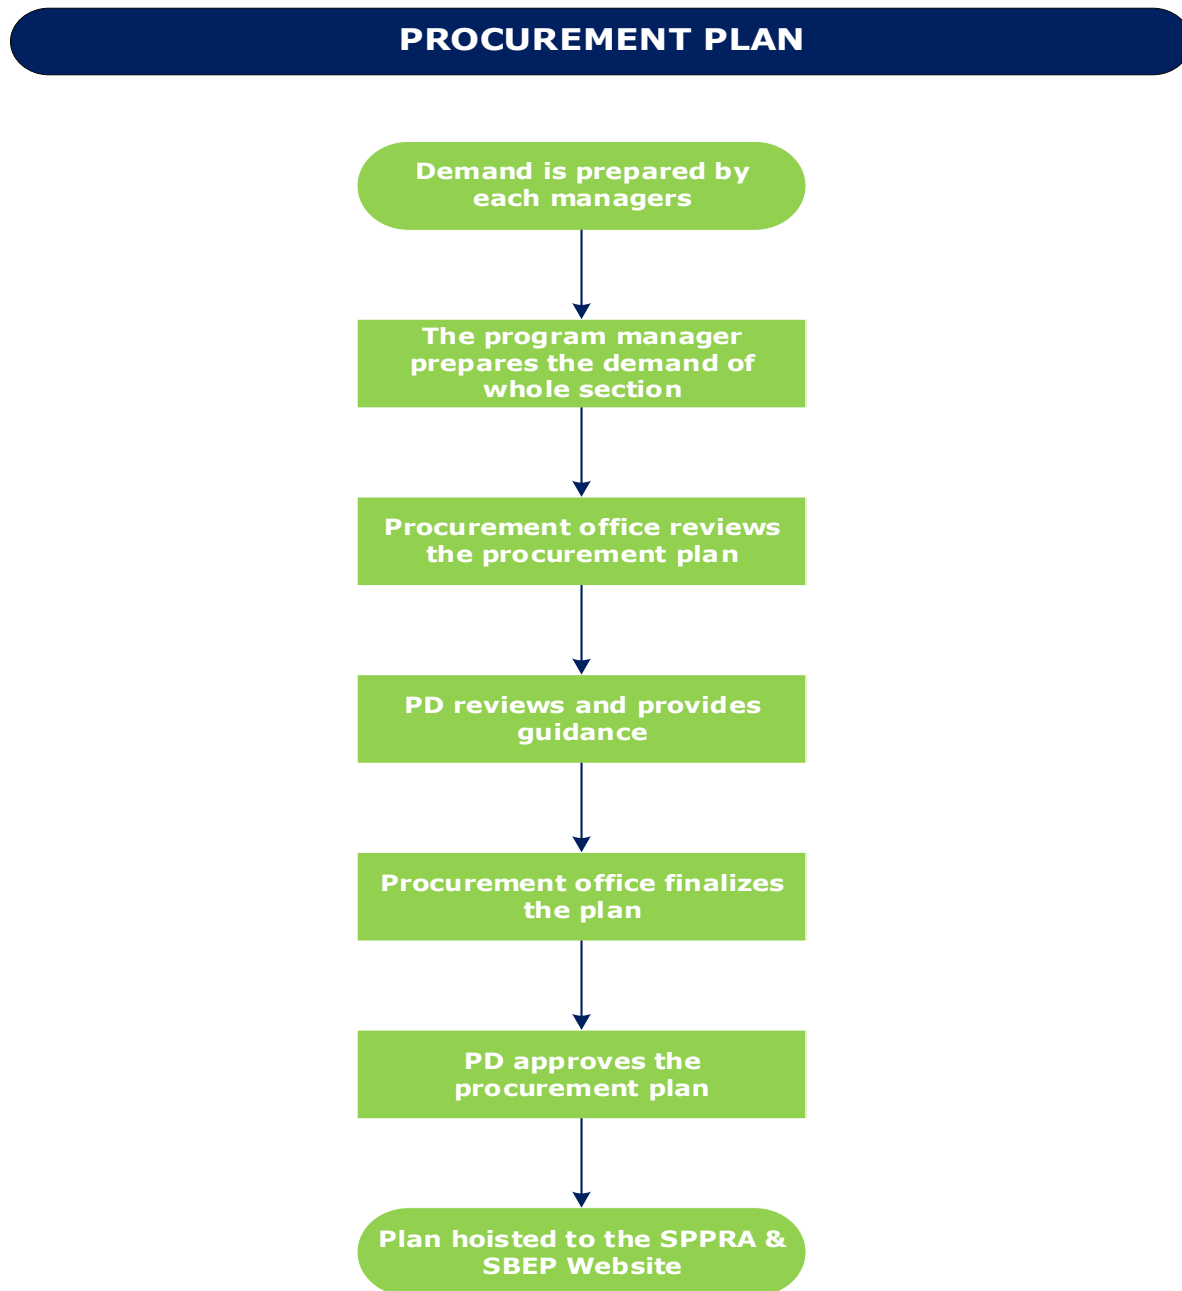 PROCUREMENT PLAN
Demand is prepared by
each managers
The program manager
prepares the demand of
whole section
Procurement office reviews
the procurement plan
PD reviews and provides
guidance
Procurement office finalizes
the plan
PD approves the
procurement plan
Plan hoisted to the SPPRA &
SBEP Website